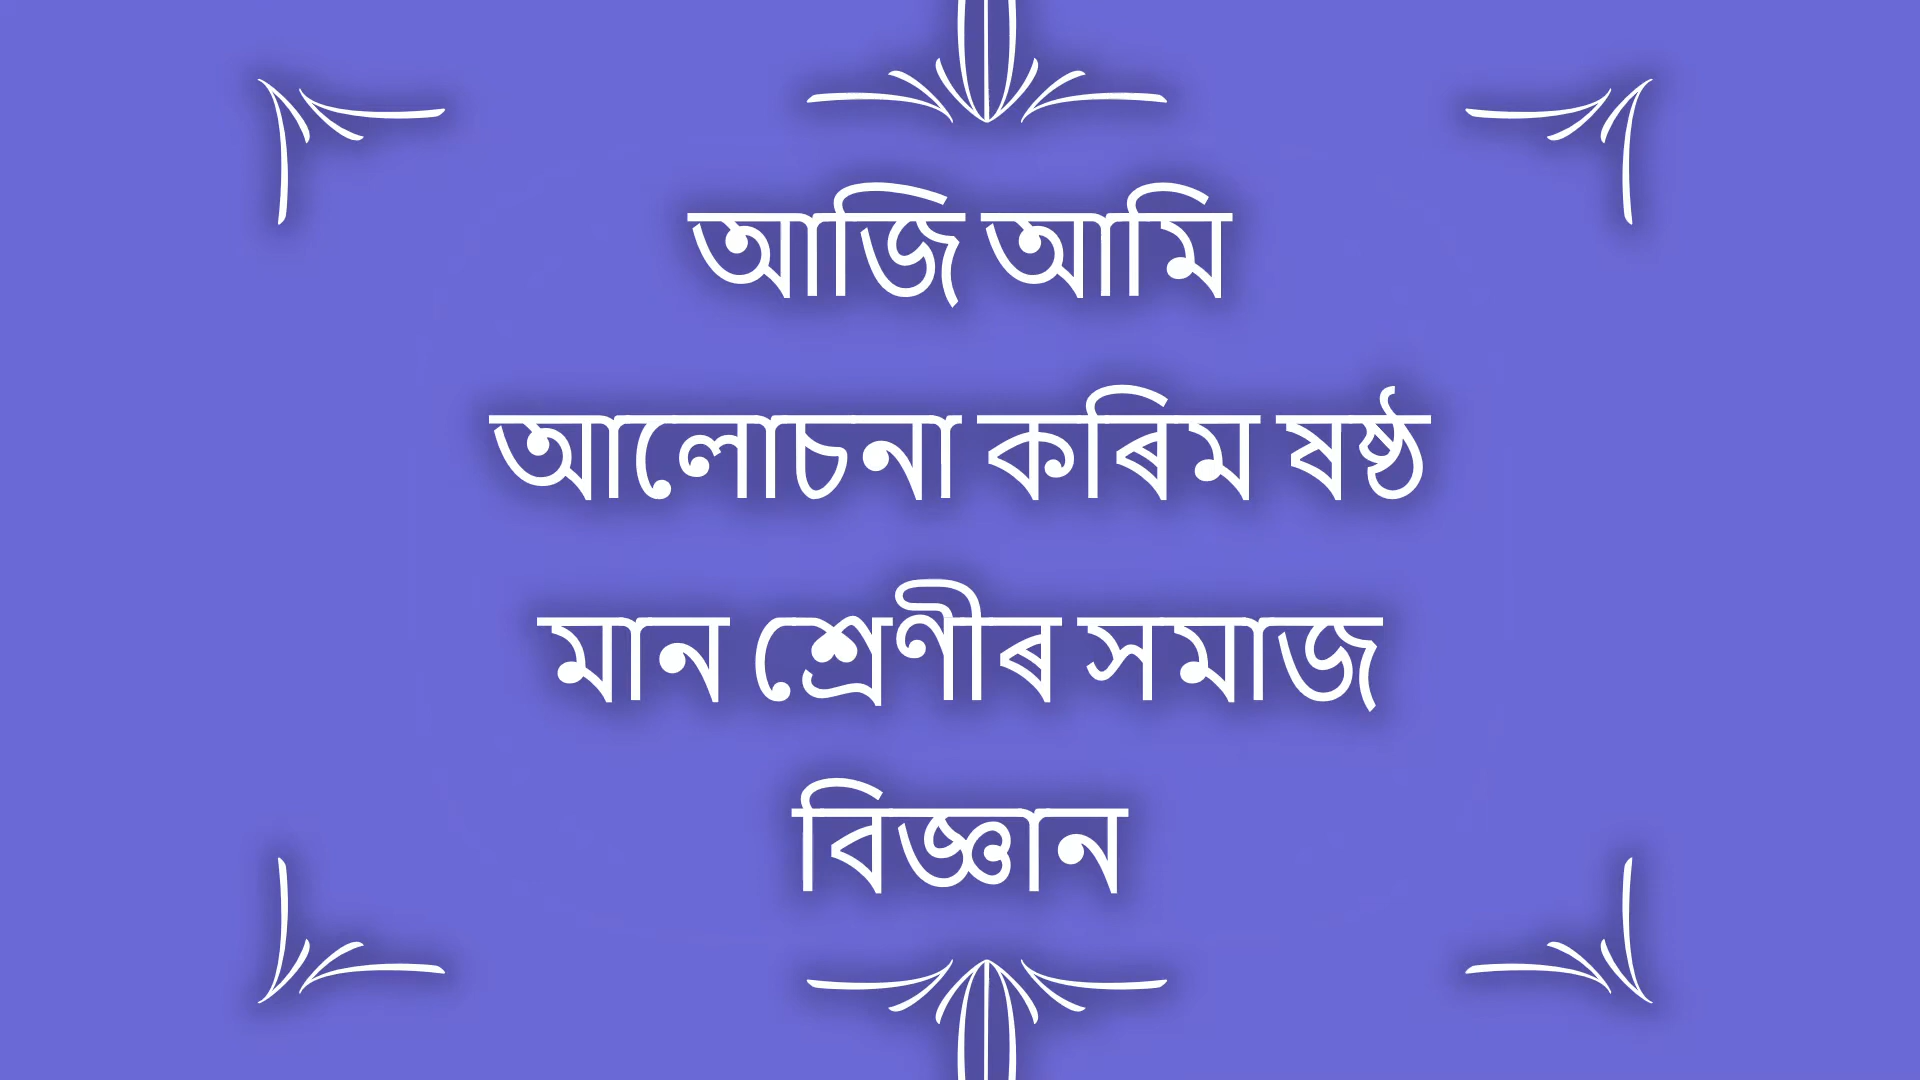 আজি আমি
আলোচনা কৰিম ষষ্ঠ
মান শ্ৰেণীৰ সমাজ
বিজ্ঞান